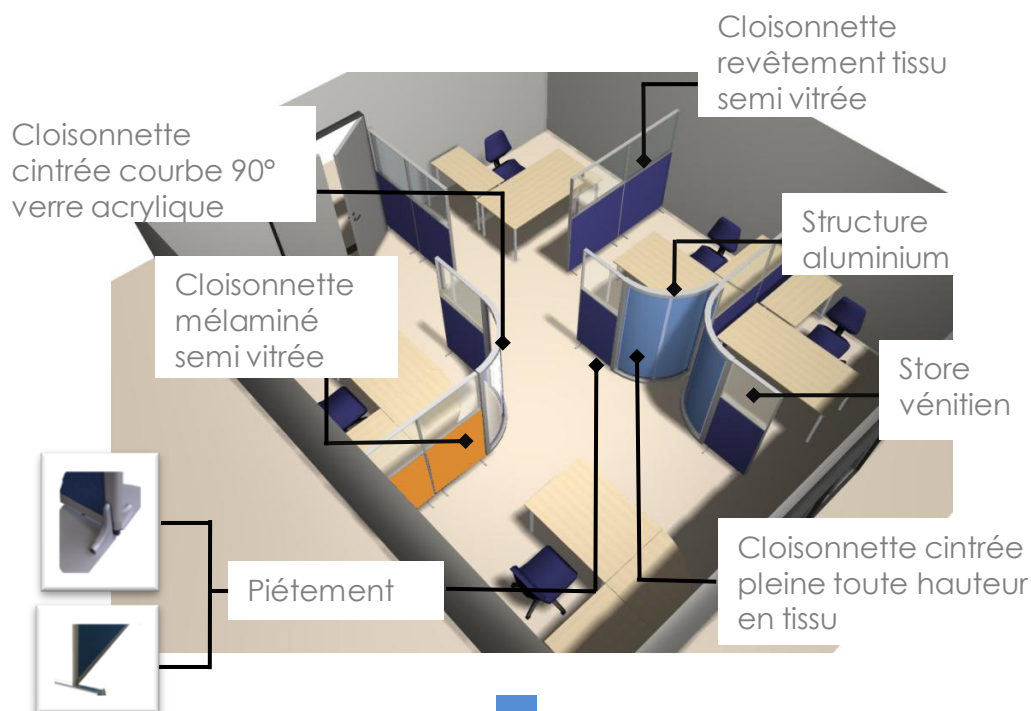 Cloisonnette
revêtement tissu
semi vitrée
Cloisonnette
cintrée courbe 90°
verre acrylique
Structure
aluminium
Cloisonnette
mélaminé
semi vitrée
Store
vénitien
Cloisonnette cintrée
pleine toute hauteur
en tissu
Piétement